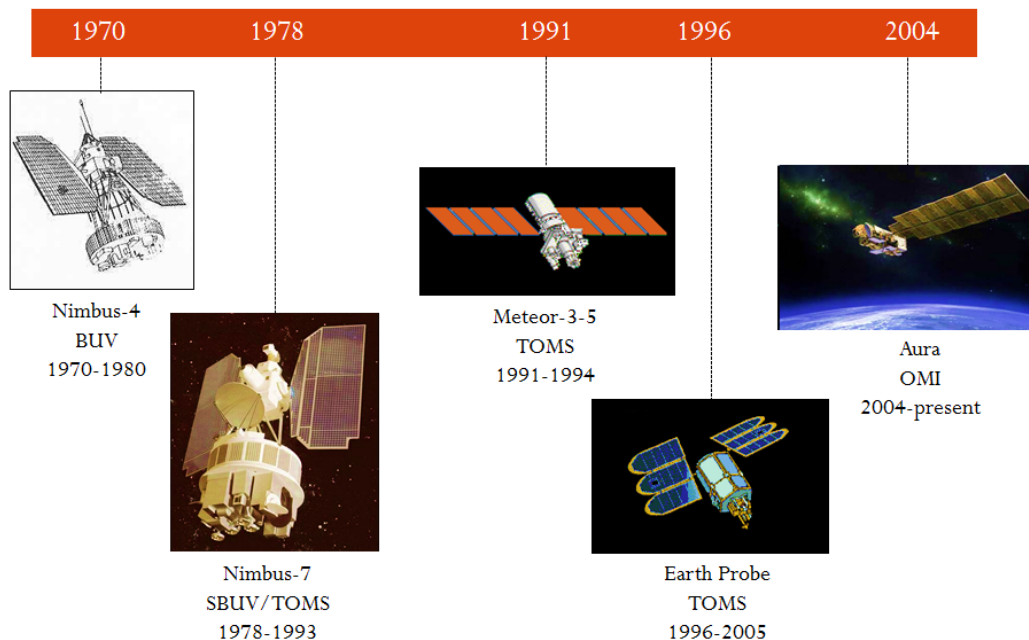 1970
1978
1991
1996
2004
Nimbus-4
BUV
1970-1980
Nimbus-7
SBUV/TOMS
1978-1993
Meteor-3-5
TOMS
1991-1994
Earth Probe
TOMS
1996-2005
Aura
OMI
2004-present